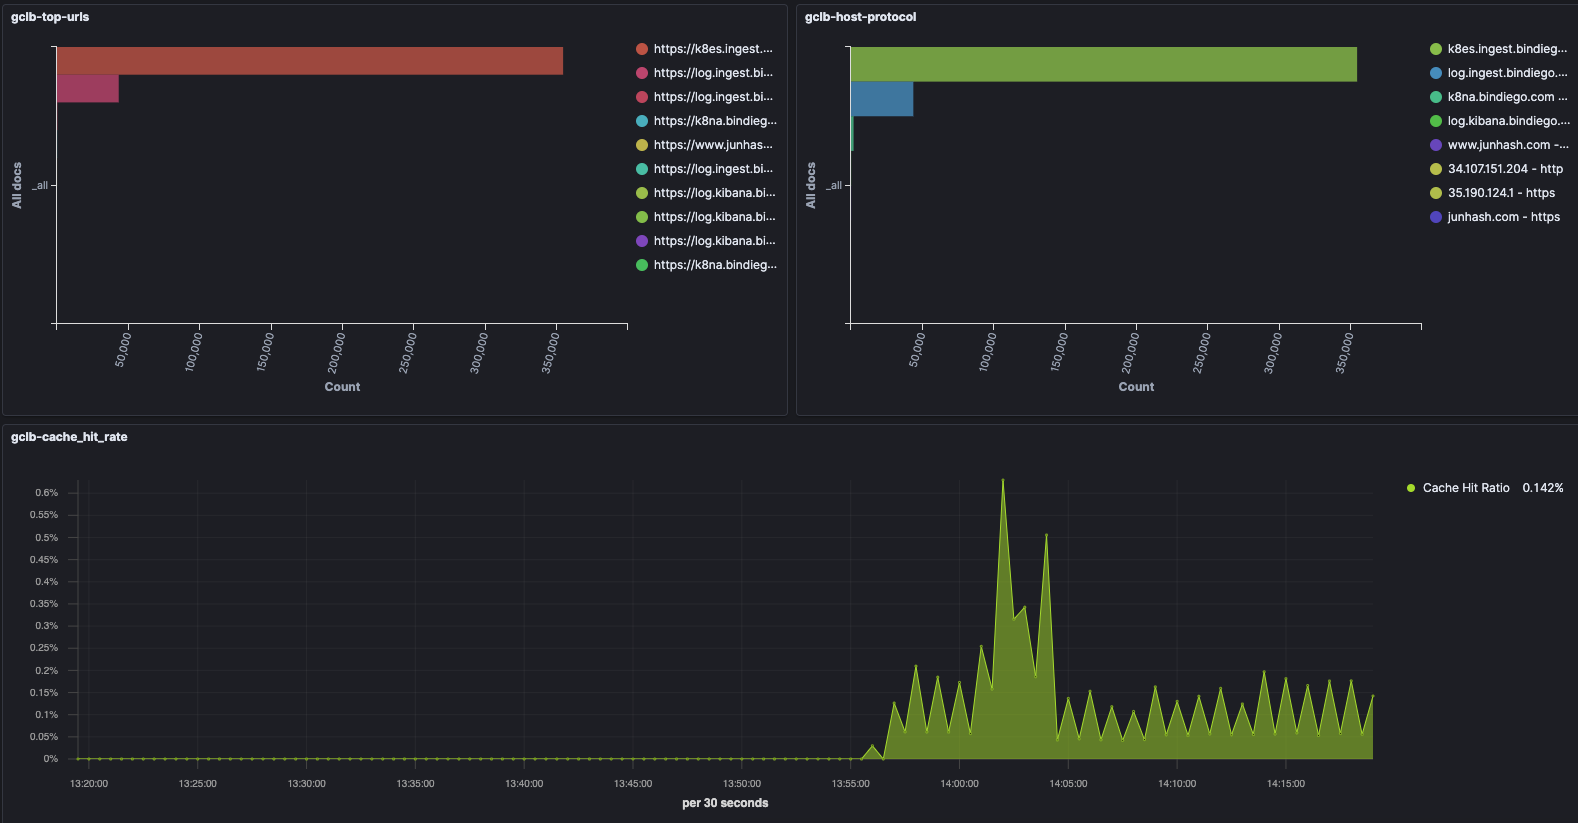 gclb-top-urls
All docs
_all
50,000
100,000
150,000
200,000
250,000
300,000
350,000
Count
https://k8es.ingest....
https://log.ingest.bi...
https://log.ingest.bi...
https://k8na.bindieg...
https://www.junhas...
https://log.ingest.bi...
https://log.kibana.bi...
https://log.kibana.bi...
https://log.kibana.bi...
https://k8na.bindieg...
gclb-host-protocol
All docs
_all
50,000
100,000
150,000
200,000
250,000
300,000
350,000
Count
k8es.ingest.bindieg...
log.ingest.bindiego....
k8na.bindiego.com ...
log.kibana.bindiego....
www.junhash.com -...
34.107.151.204 - http
35.190.124.1 - https
junhash.com - https
gclb-cache_hit_rate
0.6%
0.55%
0.5%
0.45%
0.4%
0.35%
0.3%
0.25%
0.2%
0.15%
0.1%
0.05%
0%
13:20:00
13:25:00
13:30:00
13:35:00
13:40:00
13:45:00
13:50:00
13:55:00
14:00:00
14:05:00
14:10:00
14:15:00
per 30 seconds
Cache Hit Ratio 0.142%